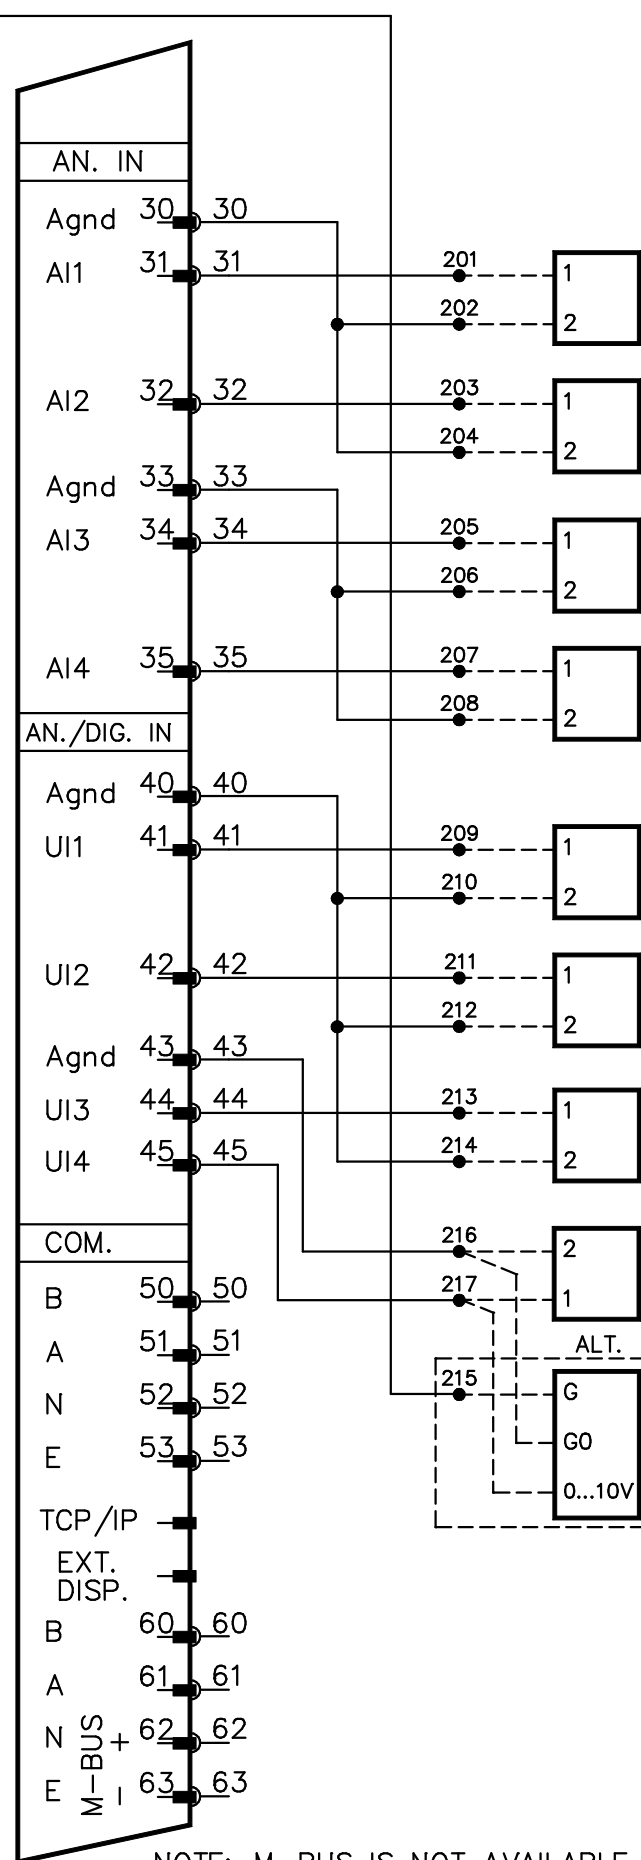 AN. IN
Agnd 30 30
AI1 31 31 201 1
202 2
AI2 32 32 203 1
204 2
Agnd 33 33
AI3 34 34 205 1
206 2
AI4 35 35 207 1
208 2
AN./DIG. IN
Agnd 40 40
UI1 41 41 209 1
210 2
UI2 42 42 211 1
212 2
Agnd 43 43
UI3 44 44 213 1
UI4 45 45 214 2
COM.
216 2
B 50 50 217 1
A 51 51 ALT.
N 52 52 215 G
E 53 53 G0
0...10V
TCP/IP
EXT.
DISP.
B 60 60
A 61 61
N M-BUS + 62 62
E - 63 63
NOTE: M-BUS IS NOT AVAILABLE